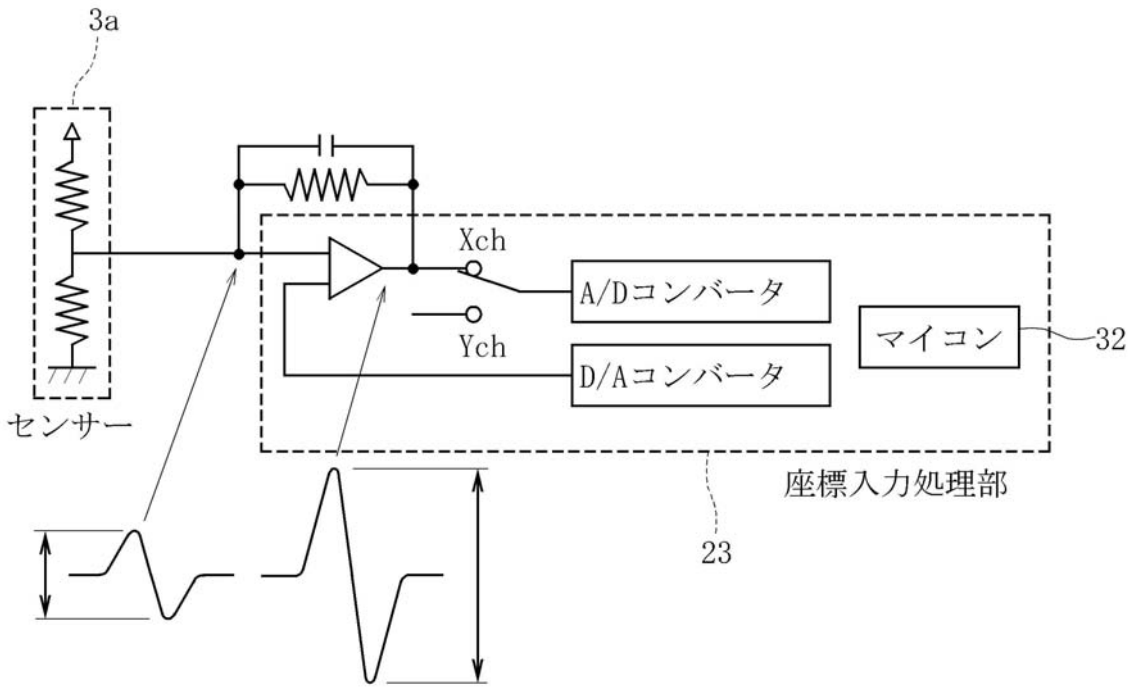 3a
Xch
A/Dコンバータ
マイコン
32
Ych
D/Aコンバータ
センサー
座標入力処理部
23